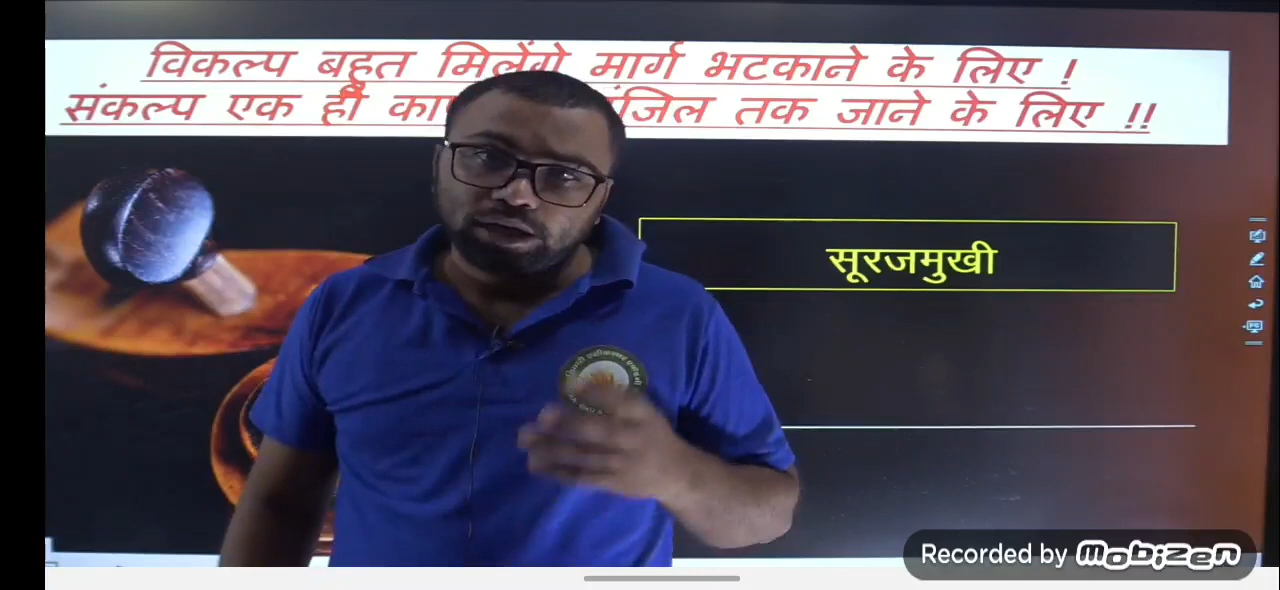 विकल्प बहुत मिलेंगे मार्ग भटकाने के लिए !
संकल्प एक ही तक जाने के लिए !!
सूरजमुखी
Recorded by Mobizen